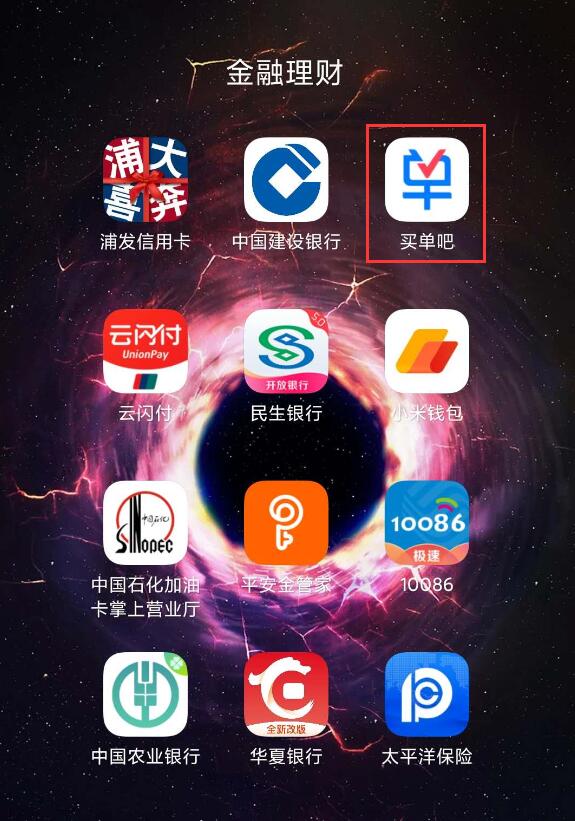 金融理财
浦大
喜奔
单
浦发信用卡
中国建设银行
买单吧
云闪付
UnionPay
5.0
开放银行
云闪付
民生银行
小米钱包
中国石化
SINOPEC
10086
极速
中国石化加油
卡掌上营业厅
平安金管家
10086
全新改版
中国农业银行
华夏银行
太平洋保险